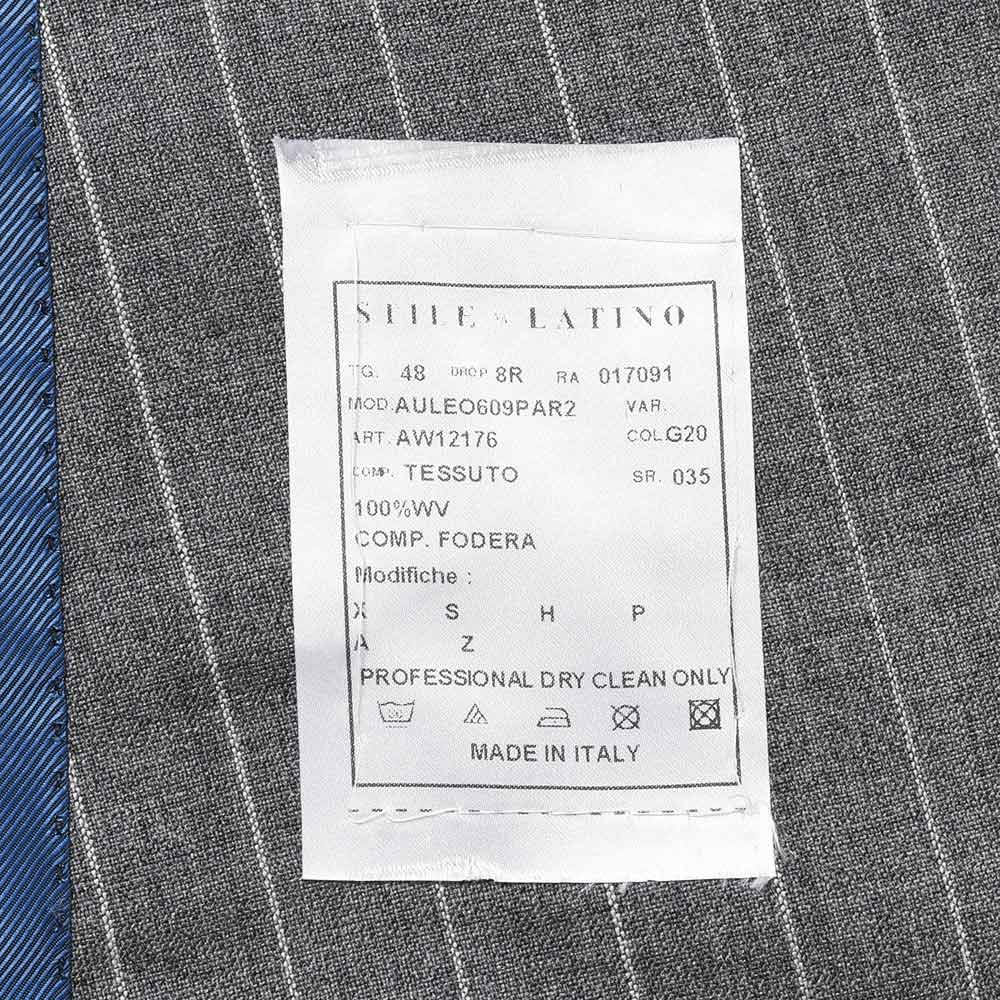 STILE LATINO
TG. 48 DROP 8R RA 017091
MOD. AULEO609PAR2 VAR.
ART. AW12176 COL. G20
COMP. TESSUTO SR. 035
100%WV
COMP. FODERA
Modifiche :
X S H P
A Z
PROFESSIONAL DRY CLEAN ONLY
MADE IN ITALY